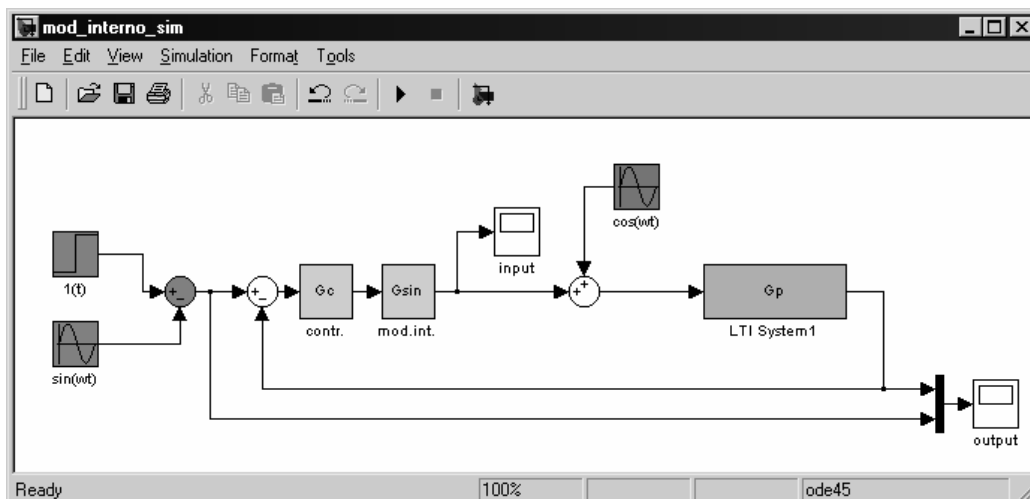 mod_interno_sim
File Edit View Simulation Format Tools
cos(wt)
1(t)
input
Gc
Gsin
Gp
contr.
mod.int.
LTI System1
sin(wt)
output
Ready 100% ode45